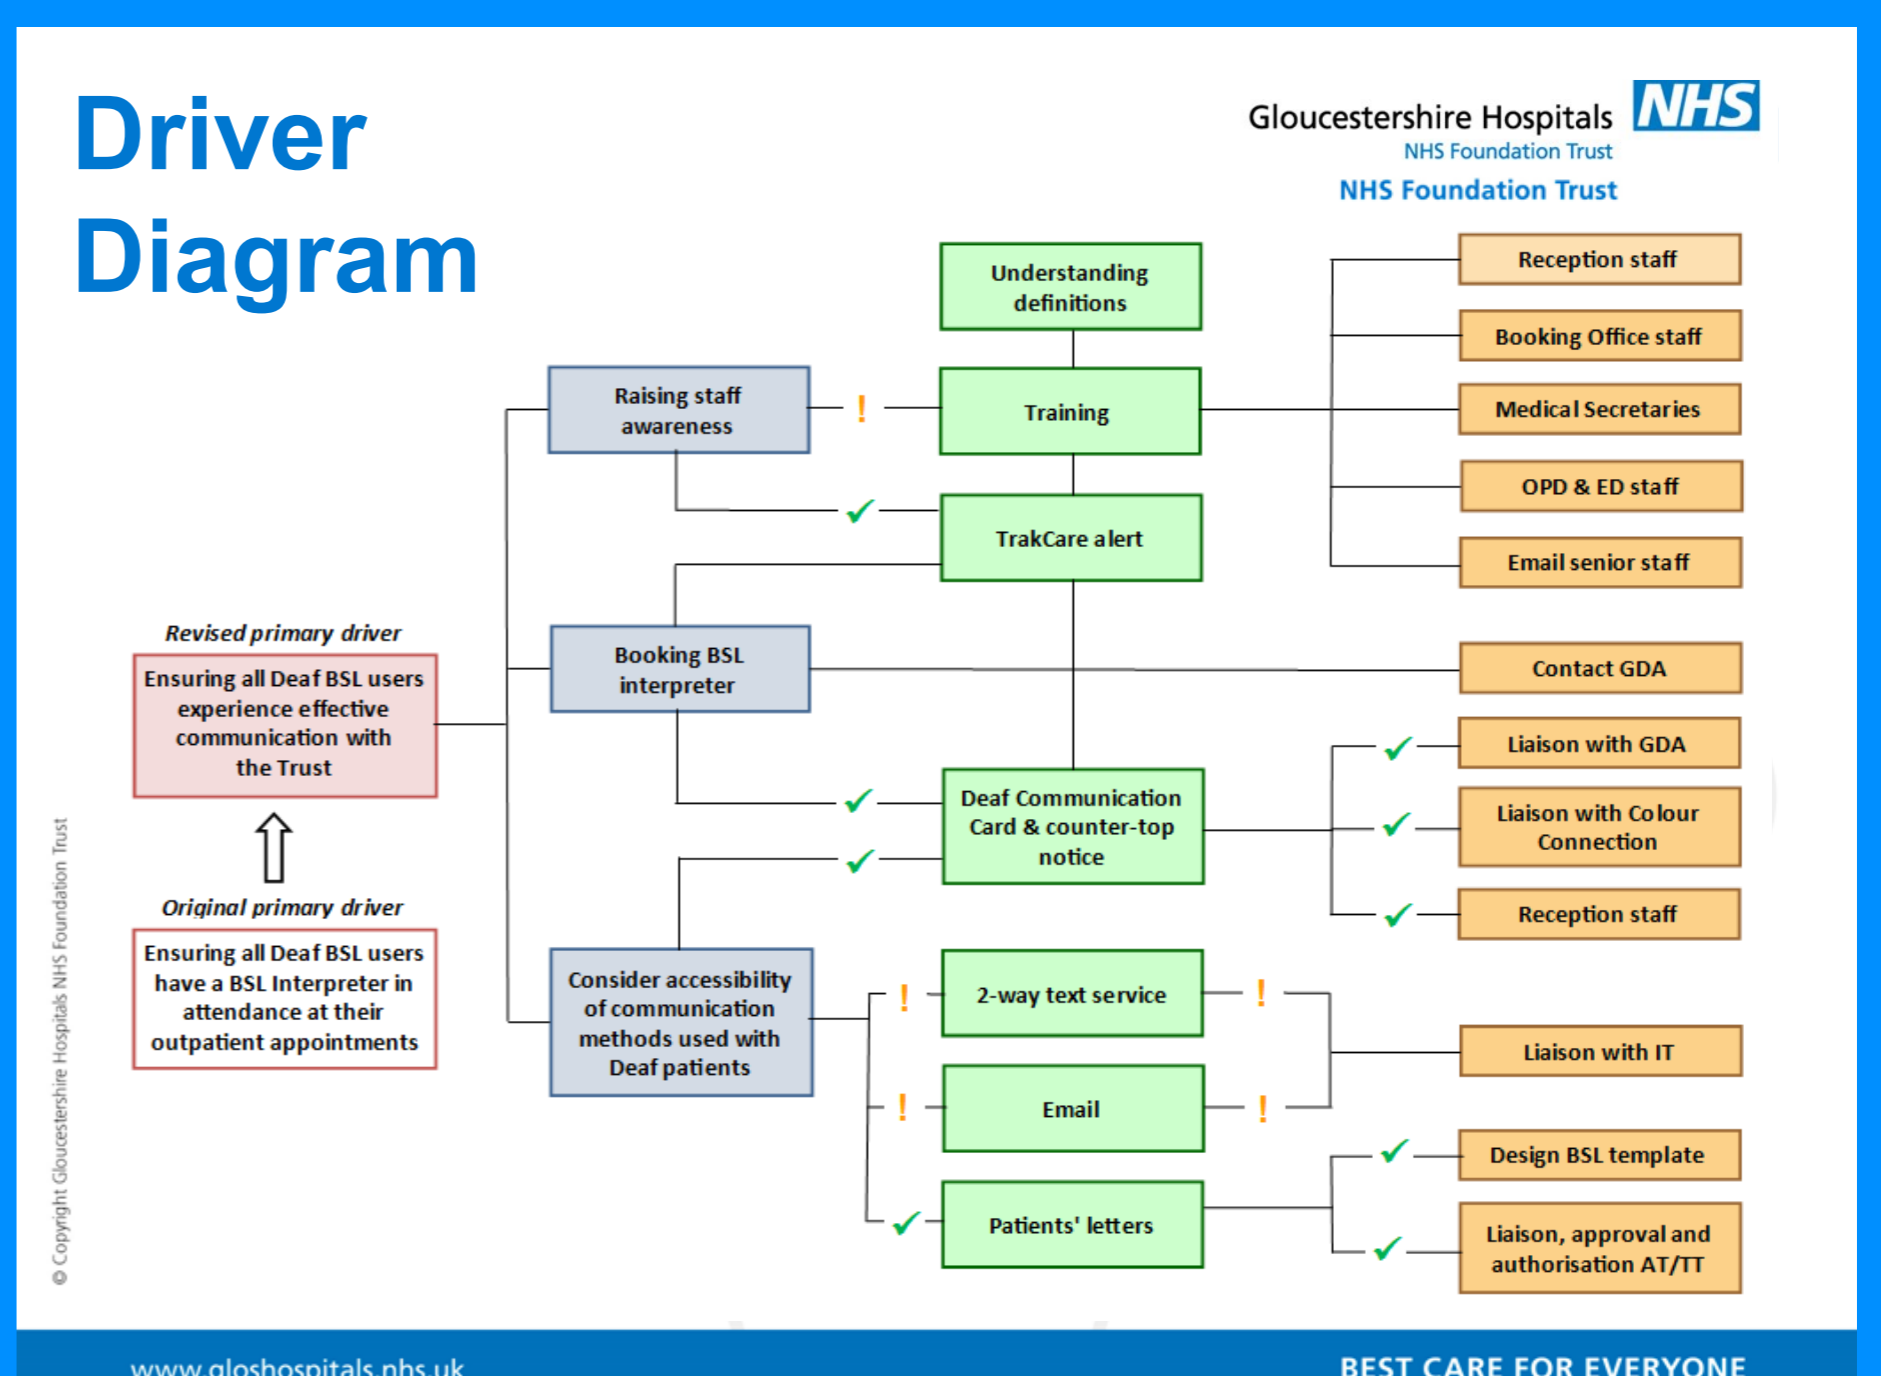 Driver
Diagram
Gloucestershire Hospitals NHS
NHS Foundation Trust
NHS Foundation Trust
Understanding
definitions
Reception staff
Booking Office staff
Raising staff
awareness
!
Training
Medical Secretaries
OPD & ED staff
TrakCare alert
Email senior staff
Revised primary driver
Ensuring all Deaf BSL users
experience effective
communication with
the Trust
Booking BSL
interpreter
Contact GDA
Liaison with GDA
Deaf Communication
Card & counter-top
notice
Liaison with Colour
Connection
Reception staff
Original primary driver
Ensuring all Deaf BSL users
have a BSL Interpreter in
attendance at their
outpatient appointments
Consider accessibility
of communication
methods used with
Deaf patients
!
2-way text service
!
Liaison with IT
!
Email
!
Design BSL template
Patients' letters
Liaison, approval and
authorisation AT/TT
© Copyright Gloucestershire Hospitals NHS Foundation Trust
www.gloshospitals.nhs.uk
BEST CARE FOR EVERYONE